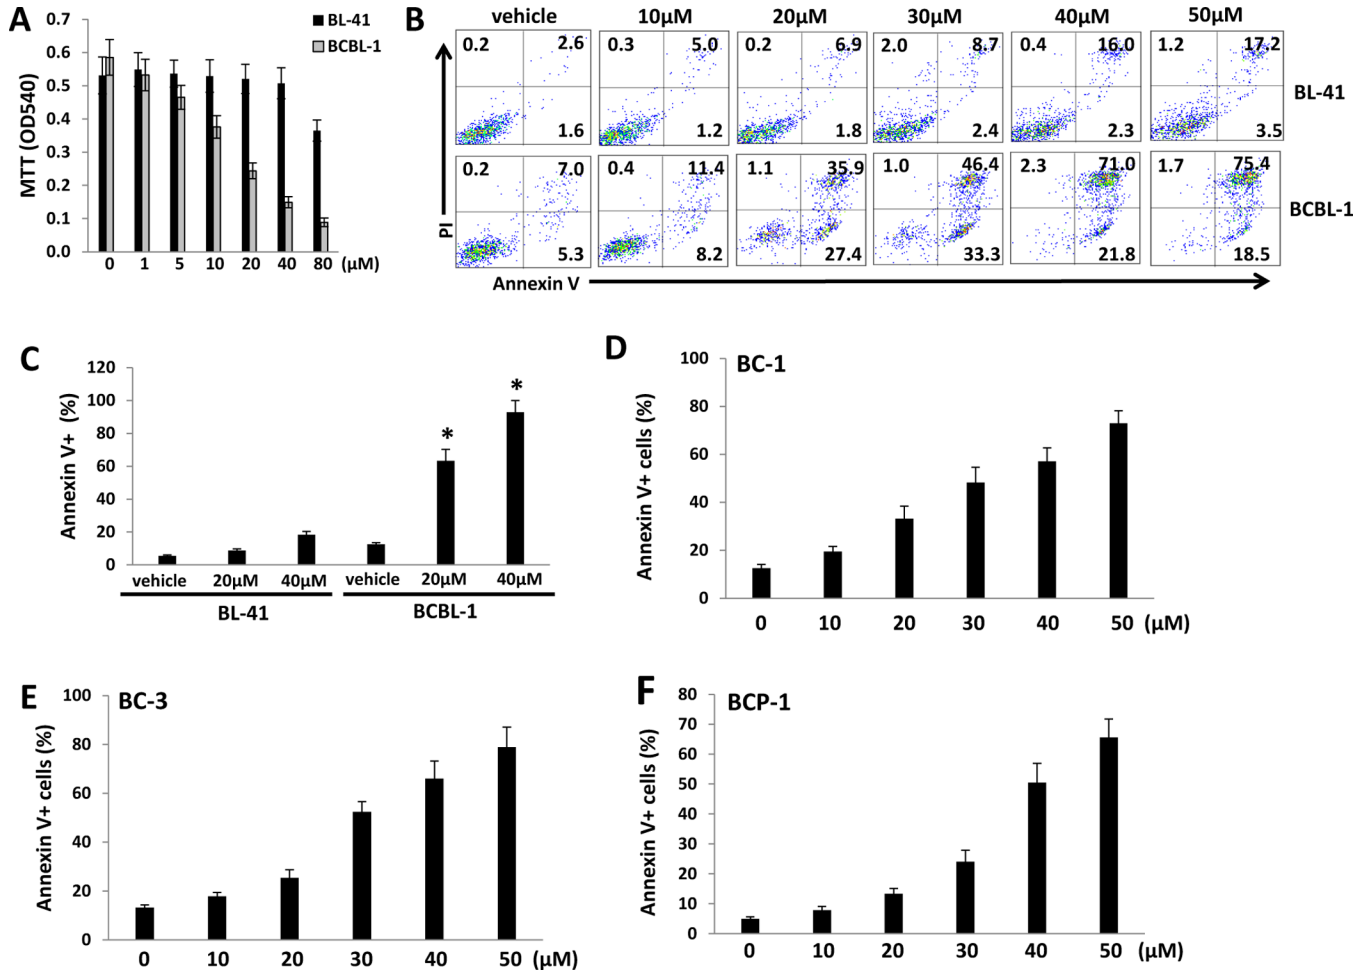 A
0.7
0.6
0.5
0.4
0.3
0.2
0.1
0.0
MTT (OD540)
BL-41
BCBL-1
0 1 5 10 20 40 80 (μM)
B
vehicle 10μM 20μM 30μM 40μM 50μM
0.2 2.6 0.3 5.0 0.2 6.9 2.0 8.7 0.4 16.0 1.2 17.2
BL-41
1.6 1.2 1.8 2.4 2.3 3.5
0.2 7.0 0.4 11.4 1.1 35.9 1.0 46.4 2.3 71.0 1.7 75.4
BCBL-1
5.3 8.2 27.4 33.3 21.8 18.5
PI
Annexin V
C
120
100
80
60
40
20
0
Annexin V+ (%)
* *
vehicle 20μM 40μM vehicle 20μM 40μM
BL-41 BCBL-1
D
BC-1
100
80
60
40
20
0
Annexin V+ cells (%)
0 10 20 30 40 50 (μM)
E
BC-3
100
80
60
40
20
0
Annexin V+ cells (%)
0 10 20 30 40 50 (μM)
F
BCP-1
80
70
60
50
40
30
20
10
0
Annexin V+ cells (%)
0 10 20 30 40 50 (μM)